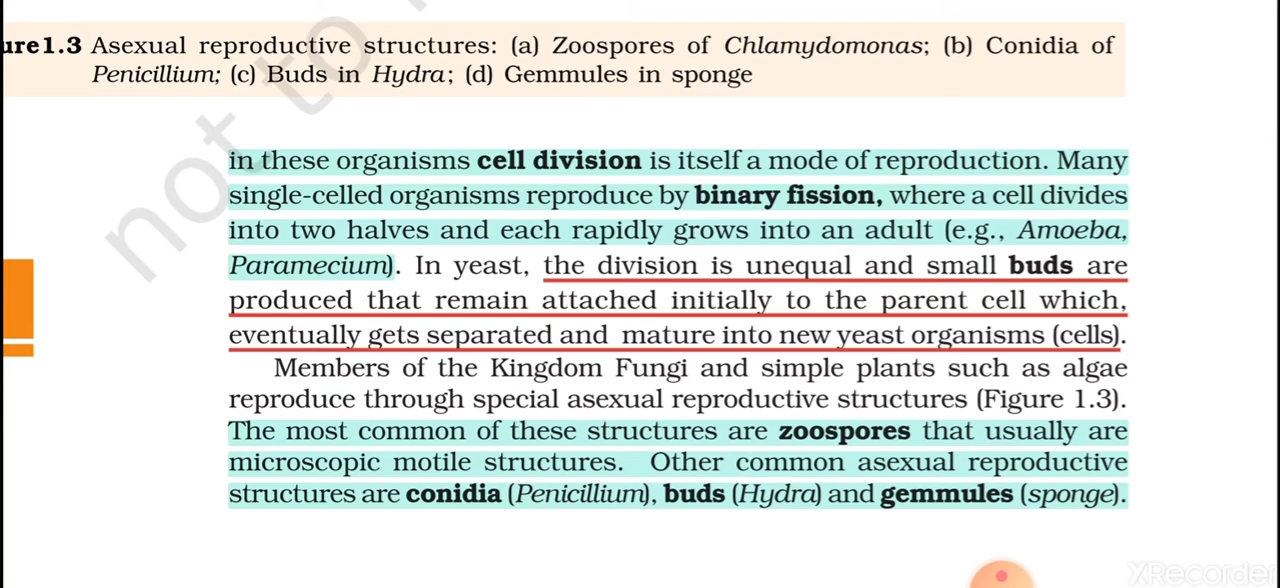 ure1.3 Asexual reproductive structures: (a) Zoospores of Chlamydomonas; (b) Conidia of
Penicillium; (c) Buds in Hydra; (d) Gemmules in sponge
not to
in these organisms cell division is itself a mode of reproduction. Many
single-celled organisms reproduce by binary fission, where a cell divides
into two halves and each rapidly grows into an adult (e.g., Amoeba,
Paramecium). In yeast, the division is unequal and small buds are
produced that remain attached initially to the parent cell which,
eventually gets separated and mature into new yeast organisms (cells).
Members of the Kingdom Fungi and simple plants such as algae
reproduce through special asexual reproductive structures (Figure 1.3).
The most common of these structures are zoospores that usually are
microscopic motile structures. Other common asexual reproductive
structures are conidia (Penicillium), buds (Hydra) and gemmules (sponge).
XRecorder